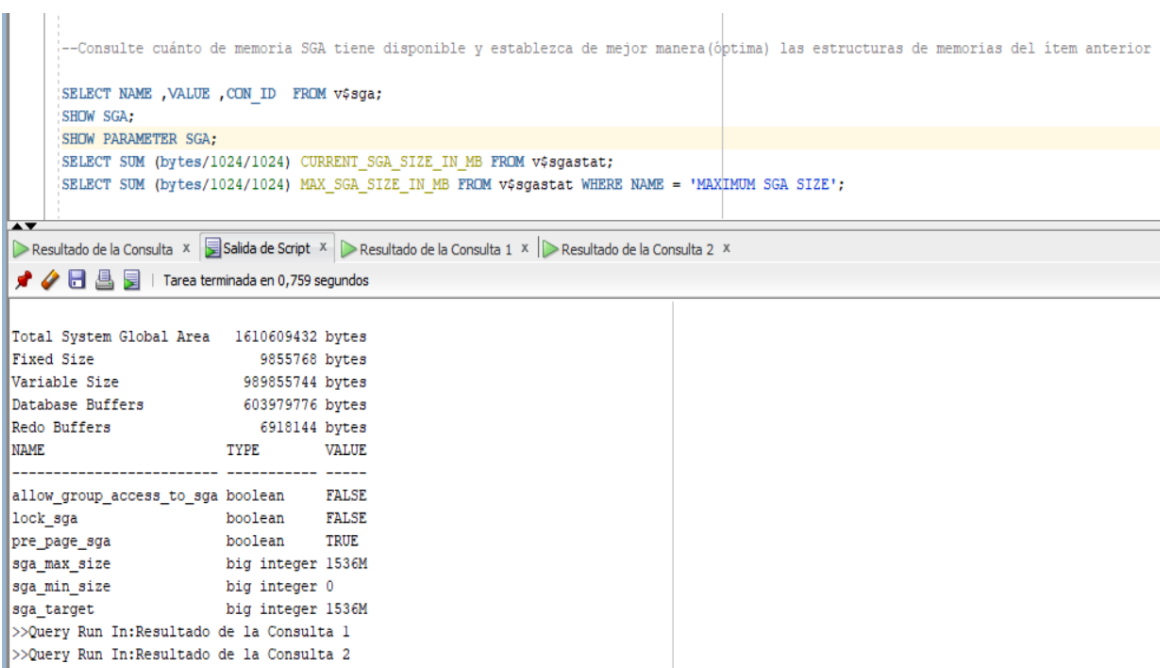 --Consulte cuánto de memoria SGA tiene disponible y establezca de mejor manera(óptima) las estructuras de memorias del ítem anterior
SELECT NAME ,VALUE ,CON_ID  FROM v$sga;
SHOW SGA;
SHOW PARAMETER SGA;
SELECT SUM (bytes/1024/1024) CURRENT_SGA_SIZE_IN_MB FROM v$sgastat;
SELECT SUM (bytes/1024/1024) MAX_SGA_SIZE_IN_MB FROM v$sgastat WHERE NAME = 'MAXIMUM SGA SIZE';
Resultado de la Consulta x Salida de Script x Resultado de la Consulta 1 x Resultado de la Consulta 2 x
Tarea terminada en 0,759 segundos
Total System Global Area   1610609432 bytes
Fixed Size                    9855768 bytes
Variable Size               989855744 bytes
Database Buffers            603979776 bytes
Redo Buffers                  6918144 bytes
NAME                      TYPE        VALUE
------------------------- ----------- -----
allow_group_access_to_sga boolean     FALSE
lock_sga                  boolean     FALSE
pre_page_sga              boolean     TRUE
sga_max_size              big integer 1536M
sga_min_size              big integer 0
sga_target                big integer 1536M
>>Query Run In:Resultado de la Consulta 1
>>Query Run In:Resultado de la Consulta 2